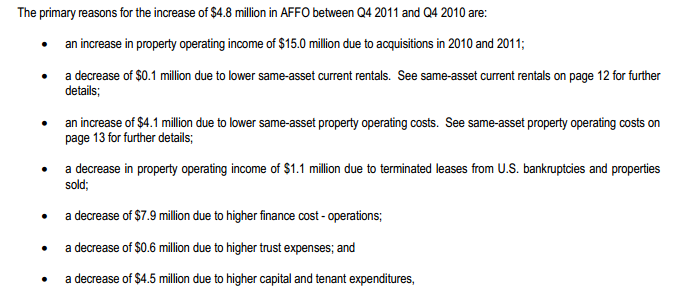 The primary reasons for the increase of $4.8 million in AFFO between Q4 2011 and Q4 2010 are:
• an increase in property operating income of $15.0 million due to acquisitions in 2010 and 2011;
• a decrease of $0.1 million due to lower same-asset current rentals. See same-asset current rentals on page 12 for further
details;
• an increase of $4.1 million due to lower same-asset property operating costs. See same-asset property operating costs on
page 13 for further details;
• a decrease in property operating income of $1.1 million due to terminated leases from U.S. bankruptcies and properties
sold;
• a decrease of $7.9 million due to higher finance cost - operations;
• a decrease of $0.6 million due to higher trust expenses; and
• a decrease of $4.5 million due to higher capital and tenant expenditures,